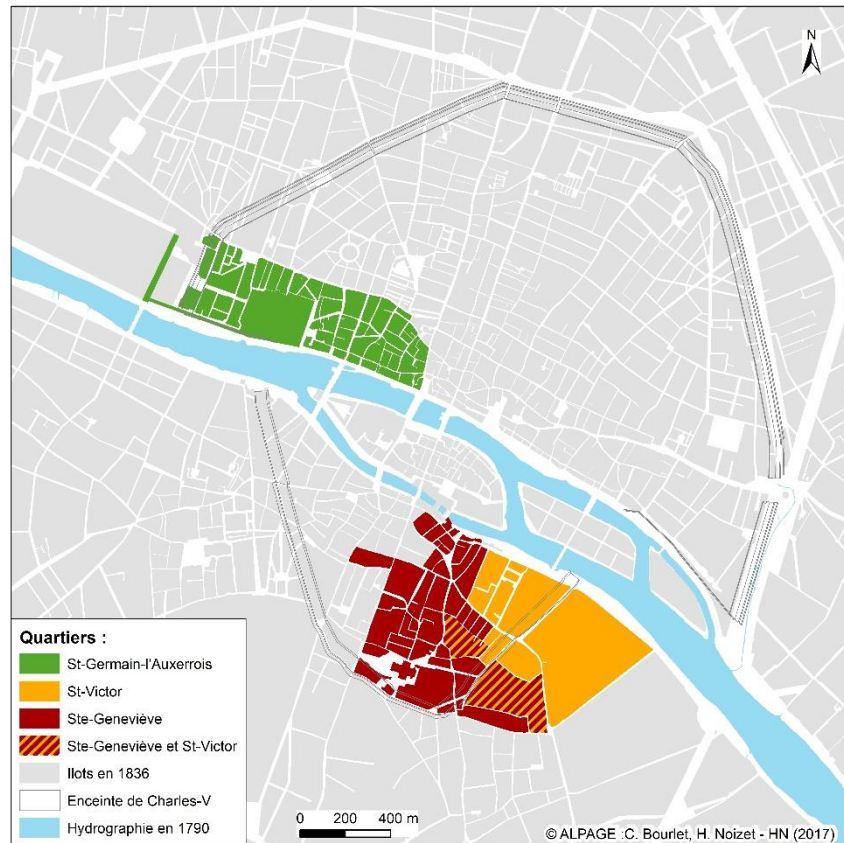 N
Quartiers :
St-Germain-l'Auxerrois
St-Victor
Ste-Geneviève
Ste-Geneviève et St-Victor
Ilots en 1836
Enceinte de Charles-V
Hydrographie en 1790
0 200 400 m
© ALPAGE :C. Bourlet, H. Noizet - HN (2017)